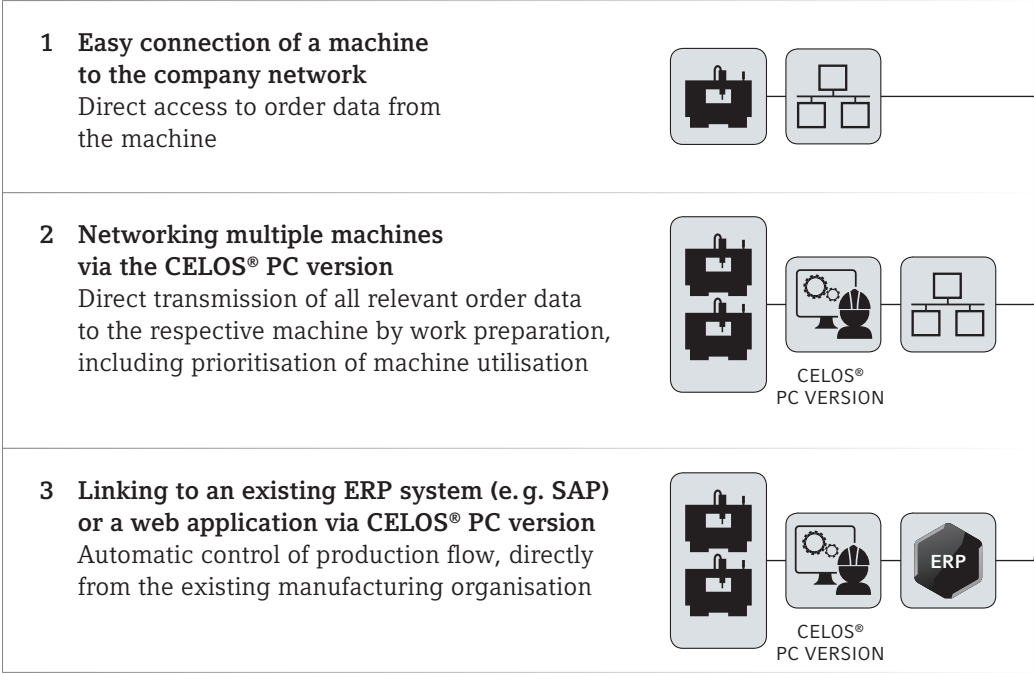 1 Easy connection of a machine
to the company network
Direct access to order data from
the machine
2 Networking multiple machines
via the CELOS® PC version
Direct transmission of all relevant order data
to the respective machine by work preparation,
including prioritisation of machine utilisation
CELOS®
PC VERSION
3 Linking to an existing ERP system (e. g. SAP)
or a web application via CELOS® PC version
Automatic control of production flow, directly
from the existing manufacturing organisation
ERP
CELOS®
PC VERSION